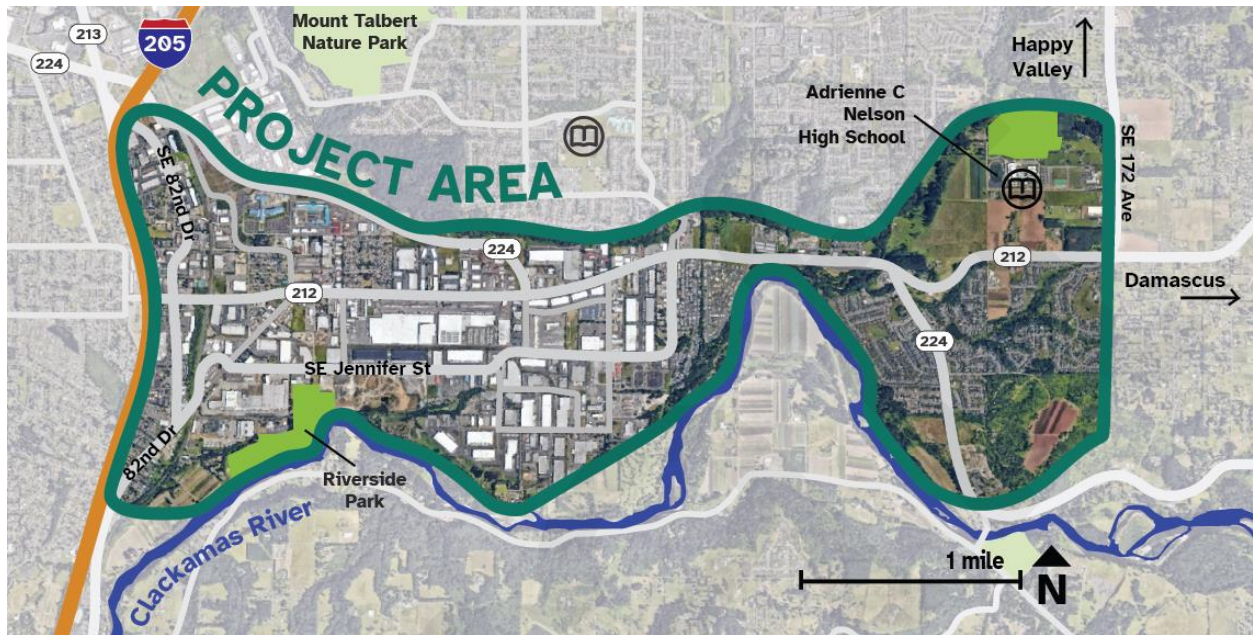 213
224
205
Mount Talbert
Nature Park
PROJECT AREA
Happy
Valley
Adrienne C
Nelson
High School
SE 172 Ave
SE 82nd Dr
224
212
212
Damascus
224
SE Jennifer St
82nd Dr
Riverside
Park
Clackamas River
1 mile
N